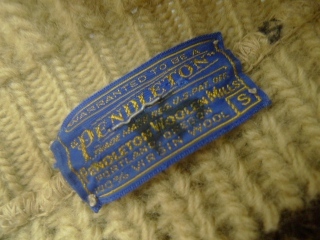 WARRANTED TO BE A
"PENDLETON"
TRADE MARK REG. U.S. PAT. OFF.
PENDLETON WOOLEN MILLS
PORTLAND, OREGON
100% VIRGIN WOOL
S